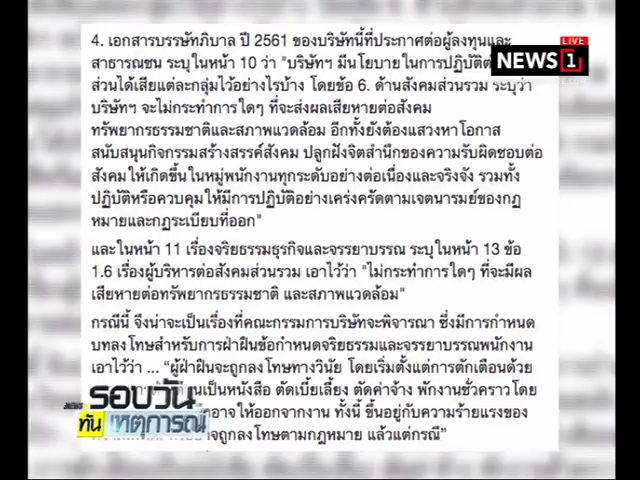 4. เอกสารบรรษัทภิบาล ปี 2561 ของบริษัทนี้ที่ประกาศต่อผู้ลงทุนและ
สาธารณชน ระบุในหน้า 10 ว่า "บริษัทฯ มีนโยบายในการปฏิบัติต่
LIVE
NEWS 1
ส่วนได้เสียแต่ละกลุ่มไว้อย่างไรบ้าง โดยข้อ 6. ด้านสังคมส่วนรวม ระบุว่า
บริษัทฯ จะไม่กระทำการใดๆ ที่จะส่งผลเสียหายต่อสังคม
ทรัพยากรธรรมชาติและสภาพแวดล้อม อีกทั้งยังต้องแสวงหาโอกาส
สนับสนุนกิจกรรมสร้างสรรค์สังคม ปลูกฝังจิตสำนึกของความรับผิดชอบต่อ
สังคมให้เกิดขึ้นในหมู่พนักงานทุกระดับอย่างต่อเนื่องและจริงจัง รวมทั้ง
ปฏิบัติหรือควบคุมให้มีการปฏิบัติอย่างเคร่งครัดตามเจตนารมย์ของกฎ
หมายและกฎระเบียบที่ออก"
และในหน้า 11 เรื่องจริยธรรมธุรกิจและจรรยาบรรณ ระบุในหน้า 13 ข้อ
1.6 เรื่องผู้บริหารต่อสังคมส่วนรวม เอาไว้ว่า "ไม่กระทำการใดๆ ที่จะมีผล
เสียหายต่อทรัพยากรธรรมชาติ และสภาพแวดล้อม"
กรณีนี้ จึงน่าจะเป็นเรื่องที่คณะกรรมการบริษัทจะพิจารณา ซึ่งมีการกำหนด
บทลงโทษสำหรับการฝ่าฝืนข้อกำหนดจริยธรรมและจรรยาบรรณพนักงาน
เอาไว้ว่า ... "ผู้ฝ่าฝืนจะถูกลงโทษทางวินัย โดยเริ่มตั้งแต่การตักเตือนด้วย
เป็นหนังสือ ตัดเบี้ยเลี้ยง ตัดค่าจ้าง พักงานชั่วคราวโดย
อาจให้ออกจากงาน ทั้งนี้ ขึ้นอยู่กับความร้ายแรงของ
ถูกลงโทษตามกฎหมาย แล้วแต่กรณี"
รอบวัน
ทัน เหตุการณ์